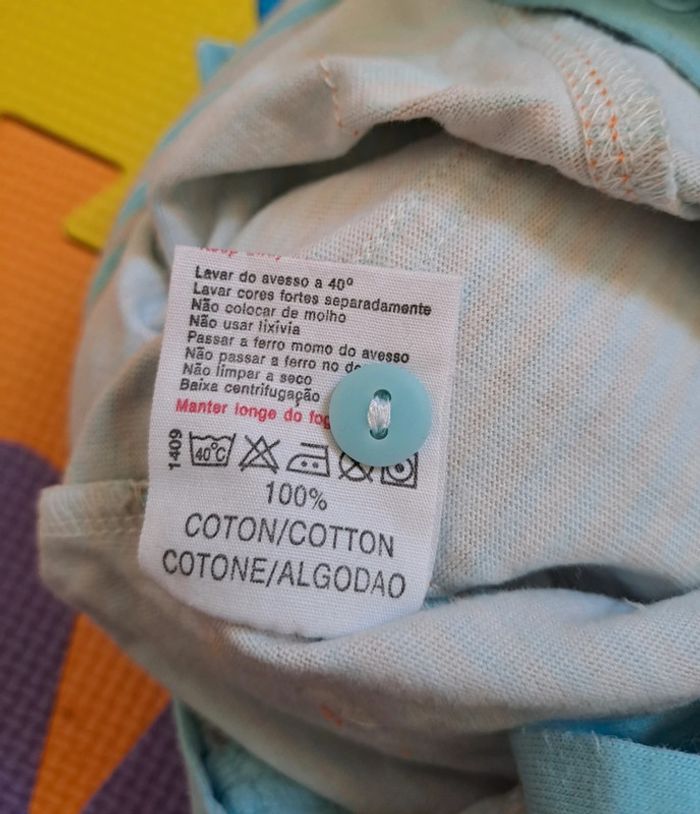 Lavar do avesso a 40º
Lavar cores fortes separadamente
Não colocar de molho
Não usar lixívia
Passar a ferro momo do avesso
Não passar a ferro no
Não limpar a seco
Baixa centrifugação
Manter longe do
1409
40°C
100%
COTON/COTTON
COTONE/ALGODAO